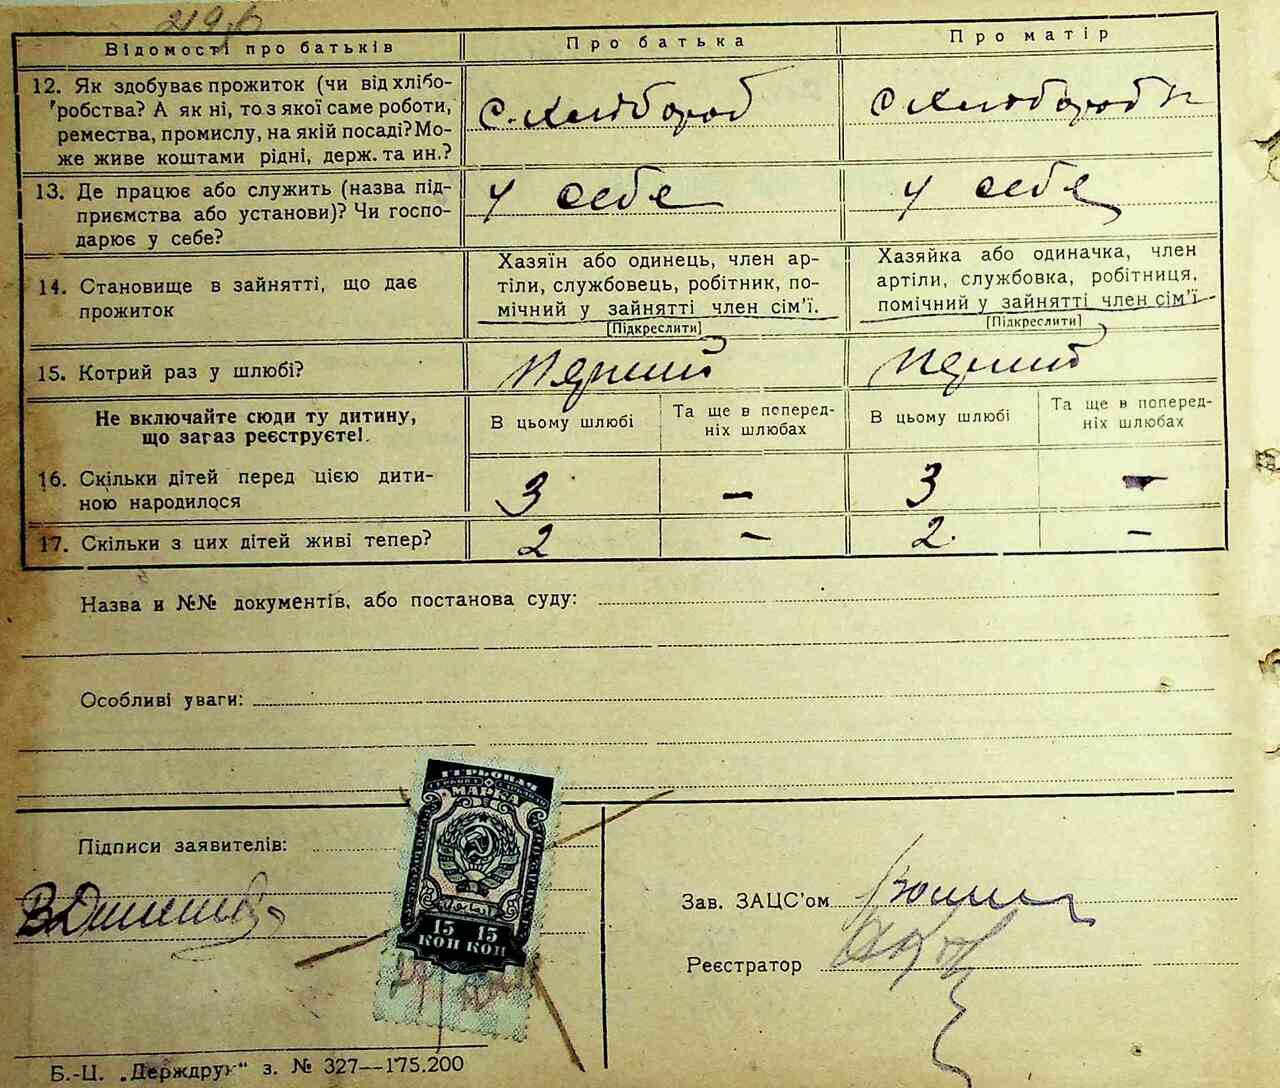 Відомості про батьків
Про батька
Про матір
12. Як здобуває прожиток (чи від хлібо-
робства? А як ні, то з якої саме роботи,
ремества, промислу, на якій посаді? Мо-
же живе коштами рідні, держ. та ин.?
С. Хлібороб
С Хлібороб
13. Де працює або служить (назва під-
приємства або установи)? Чи госпо-
дарює у себе?
У себе
У себе
14. Становище в зайнятті, що дає
прожиток
Хазяїн або одинець, член ар-
тіли, службовець, робітник, по-
мічний у зайнятті член сім'ї.
[Підкреслити]
Хазяйка або одиначка, член
артіли, службовка, робітниця,
помічний у зайнятті член сім'ї
[Підкреслити]
15. Котрий раз у шлюбі?
Перший
Перший
Не включайте сюди ту дитину,
що загаз реєструєте!.
В цьому шлюбі
Та ще в поперед-
ніх шлюбах
В цьому шлюбі
Та ще в поперед-
ніх шлюбах
16. Скільки дітей перед цією дити-
ною народилося
3 – 3 –
17. Скільки з цих дітей живі тепер?
2 – 2. –
Назва и №№ документів, або постанова суду:
Особливі уваги:
ГЕРБОВАЯ
МАРКА
15 15
КОП КОП
Підписи заявителів:
Зав. ЗАЦС'ом
Реєстратор
Б.-Ц. „Держдрук" з. № 327—175.200